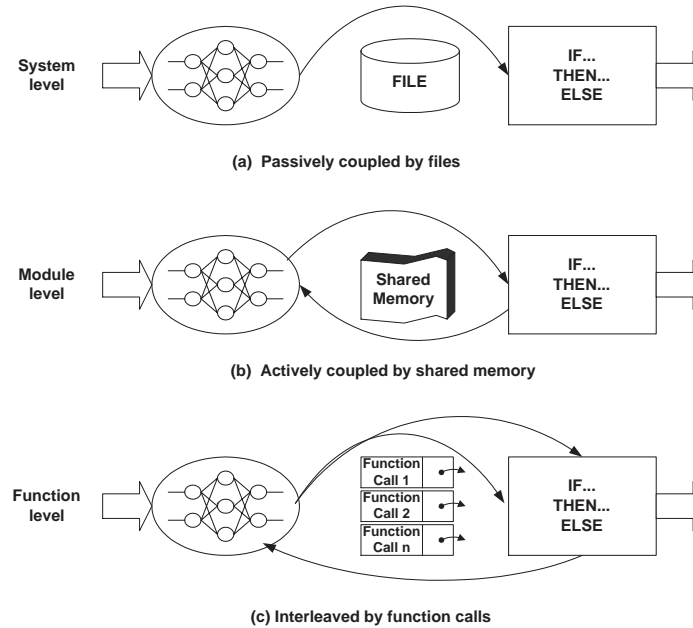 System
level
FILE
IF...
THEN...
ELSE
(a) Passively coupled by files
Module
level
Shared
Memory
IF...
THEN...
ELSE
(b) Actively coupled by shared memory
Function
level
Function
Call 1
Function
Call 2
Function
Call n
IF...
THEN...
ELSE
(c) Interleaved by function calls